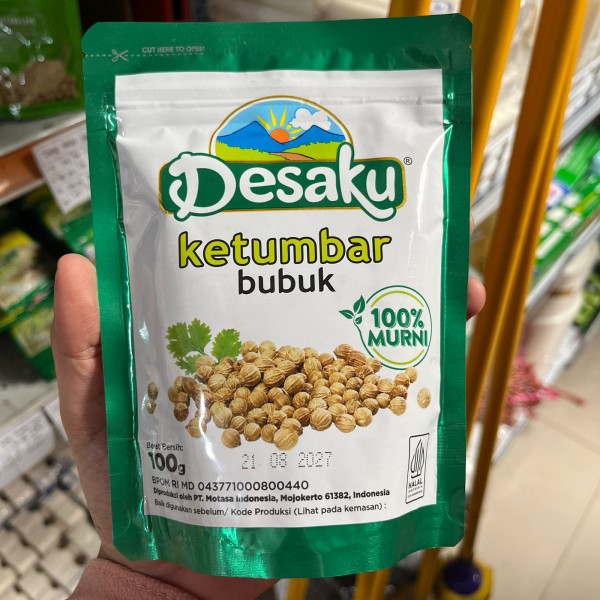 CUT HERE TO OPEN
Desaku®
ketumbar
bubuk
100%
MURNI
Berat Bersih:
100g
21 08 2027
BPOM RI MD 043771000800440
Diproduksi oleh PT. Motasa Indonesia, Mojokerto 61382, Indonesia
Baik digunakan sebelum/ Kode Produksi (Lihat pada kemasan) :
HALAL
INDONESIA